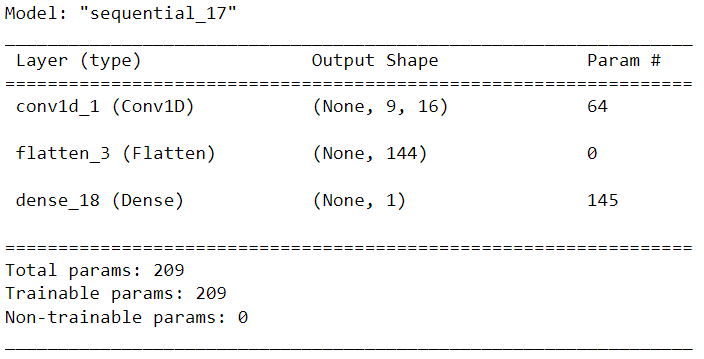 Model: "sequential_17"
_________________________________________________________________
Layer (type) Output Shape Param #
=================================================================
conv1d_1 (Conv1D) (None, 9, 16) 64
flatten_3 (Flatten) (None, 144) 0
dense_18 (Dense) (None, 1) 145
=================================================================
Total params: 209
Trainable params: 209
Non-trainable params: 0
_________________________________________________________________